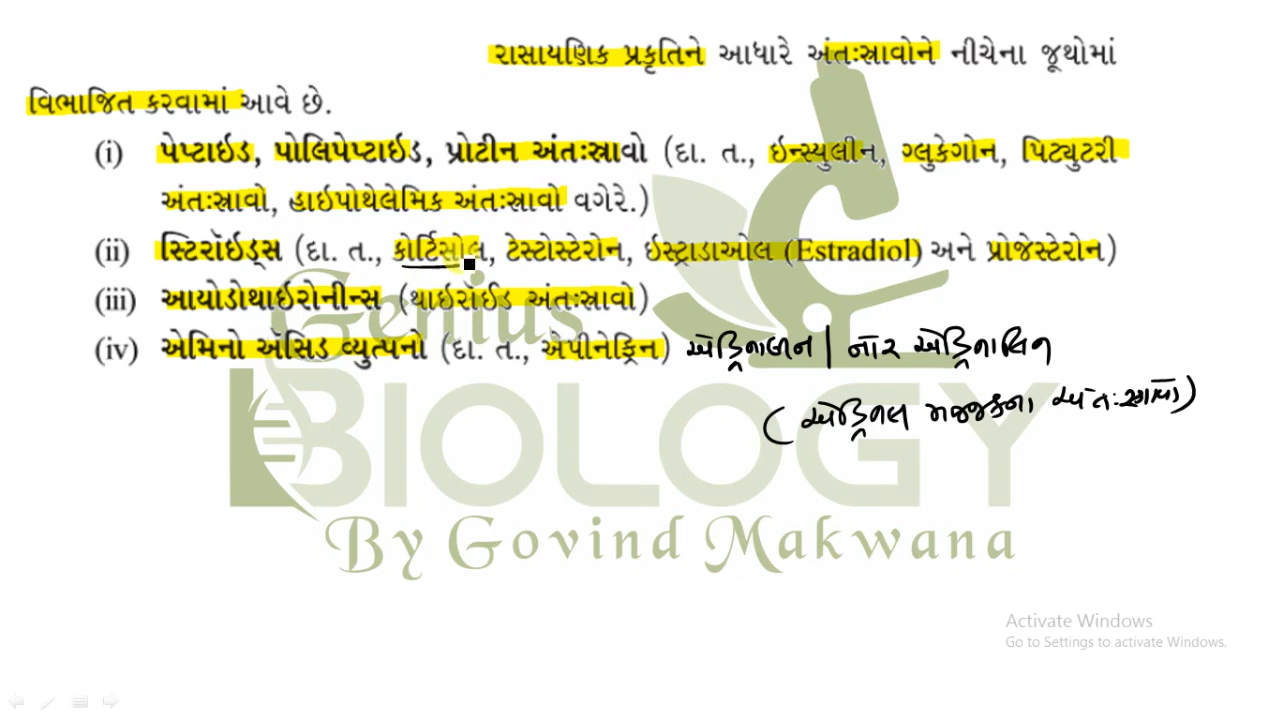 રાસાયણિક પ્રકૃતિને આધારે અંતઃસ્રાવોને નીચેના જૂથોમાં
વિભાજિત કરવામાં આવે છે.
(i) પેપ્ટાઇડ, પોલિપેપ્ટાઇડ, પ્રોટીન અંતઃસ્રાવો (દા. ત., ઇન્સ્યુલીન, ગ્લુકેગોન, પિટ્યુટરી
અંતઃસ્રાવો, હાઇપોથેલેમિક અંતઃસ્રાવો વગેરે.)
(ii) સ્ટિરૉઇડ્સ (દા. ત., કોર્ટિસોલ, ટેસ્ટોસ્ટેરોન, ઇસ્ટ્રાડાઓલ (Estradiol) અને પ્રોજેસ્ટેરોન)
(iii) આયોડોથાઇરોનીન્સ (થાઇરૉઈડ અંતઃસ્રાવો)
(iv) એમિનો ઍસિડ વ્યુત્પનો (દા. ત., એપીનેફ્રિન) એડ્રિનાલીન | નોર એડ્રિનાલિન
(એડ્રિનલ મજ્જકના અંતઃસ્ત્રાવો)
Genius
BIOLOGY
By Govind Makwana
Activate Windows
Go to Settings to activate Windows.